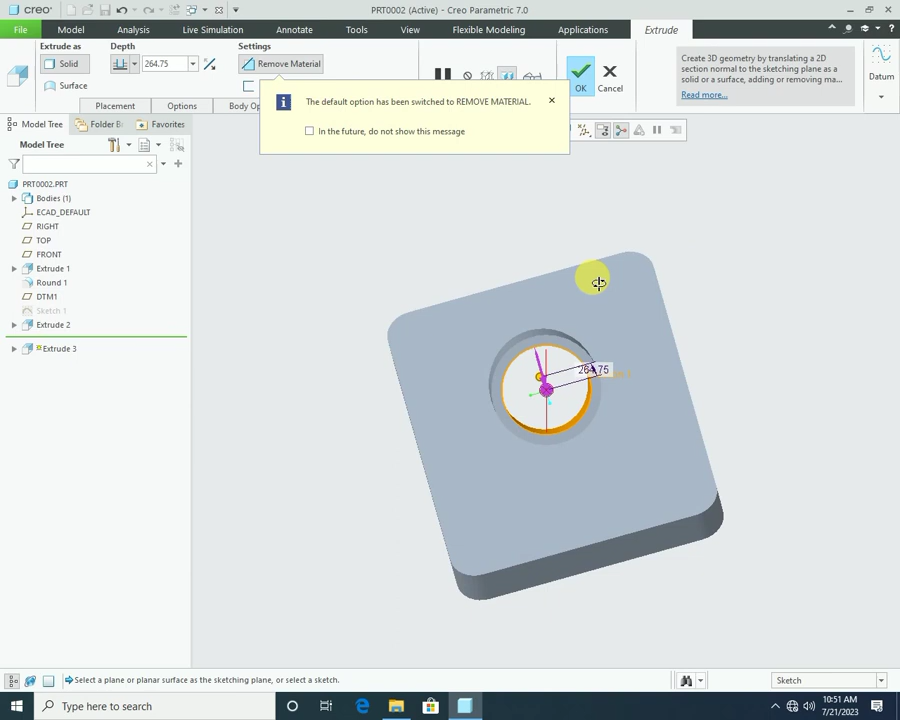 creo
PRT0002 (Active) - Creo Parametric 7.0
File
Model
Analysis
Live Simulation
Annotate
Tools
View
Flexible Modeling
Applications
Extrude
Extrude as
Depth
Settings
Solid
264.75
Remove Material
Surface
OK
Cancel
Create 3D geometry by translating a 2D
section normal to the sketching plane as a
solid or a surface, adding or removing ma...
Read more...
Datum
Placement
Options
Body Op
The default option has been switched to REMOVE MATERIAL.
In the future, do not show this message
Model Tree
Folder B
Favorites
Model Tree
PRT0002.PRT
Bodies (1)
ECAD_DEFAULT
RIGHT
TOP
FRONT
Extrude 1
Round 1
DTM1
Sketch 1
Extrude 2
Extrude 3
264.75
Select a plane or planar surface as the sketching plane, or select a sketch.
Sketch
Type here to search
10:51 AM
7/21/2023